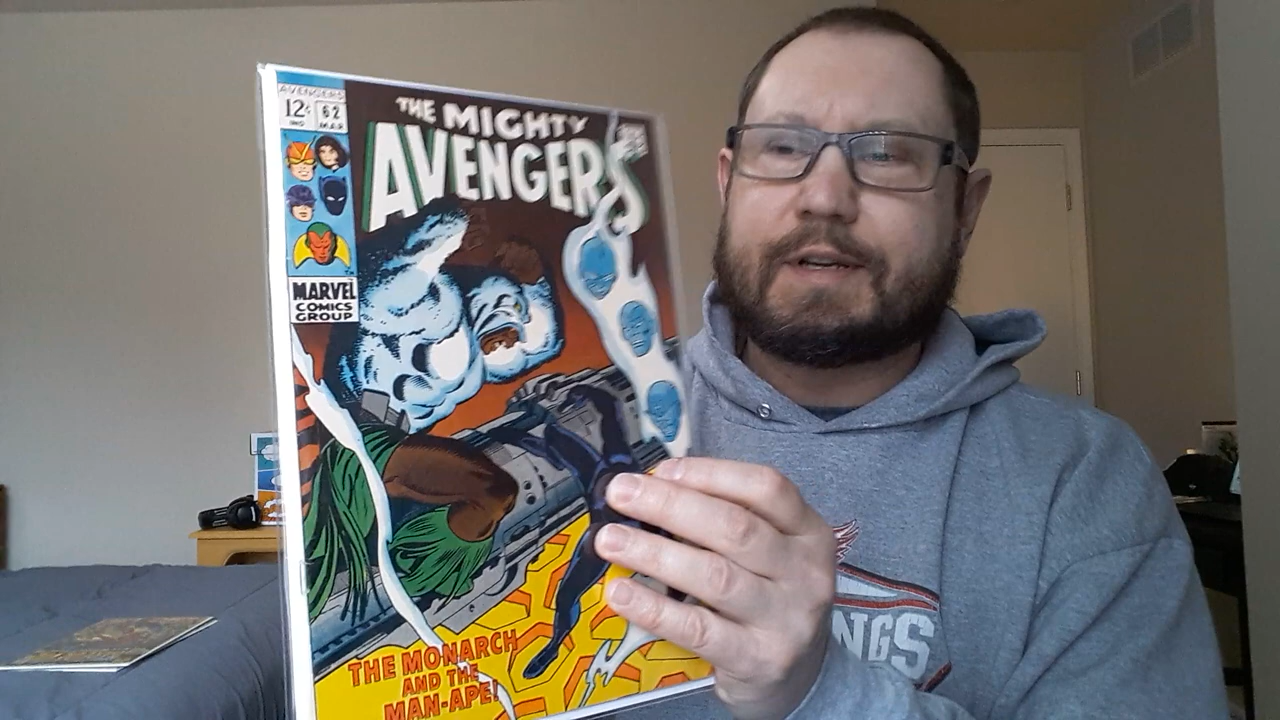 AVENGERS
12¢ 62
IND. MAR
THE MIGHTY
AVENGERS
MARVEL
COMICS
GROUP
THE MONARCH
AND THE
MAN-APE!
NGS